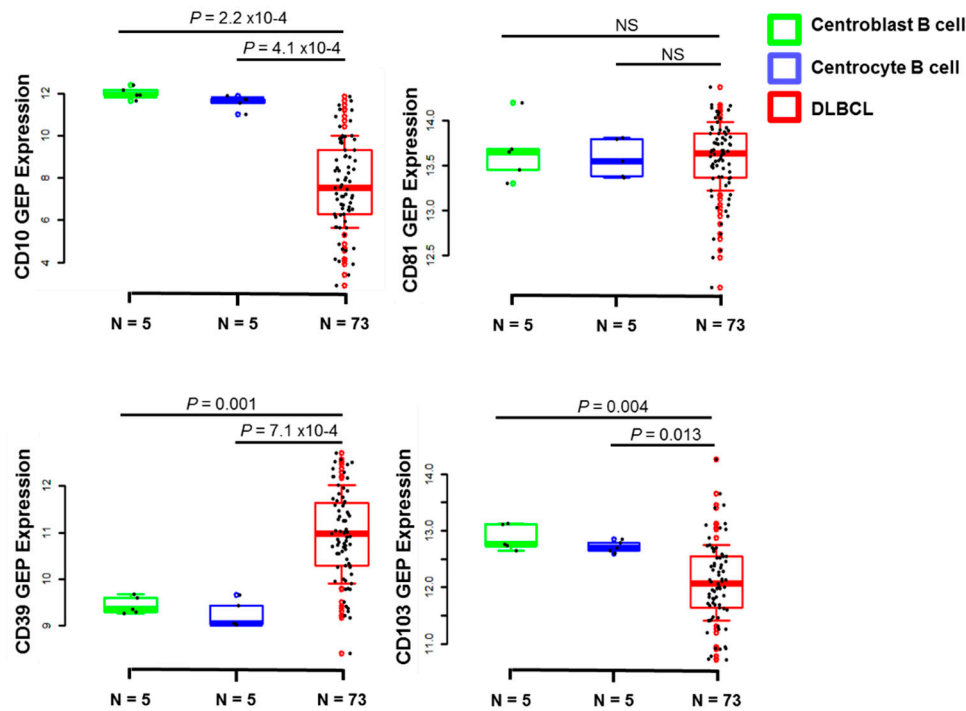 P = 2.2 x10-4
P = 4.1 x10-4
CD10 GEP Expression
12
10
8
6
4
N = 5
N = 5
N = 73
NS
NS
CD81 GEP Expression
14.0
13.5
13.0
12.5
N = 5
N = 5
N = 73
Centroblast B cell
Centrocyte B cell
DLBCL
P = 0.001
P = 7.1 x10-4
CD39 GEP Expression
12
11
10
9
N = 5
N = 5
N = 73
P = 0.004
P = 0.013
CD103 GEP Expression
14.0
13.0
12.0
11.0
N = 5
N = 5
N = 73